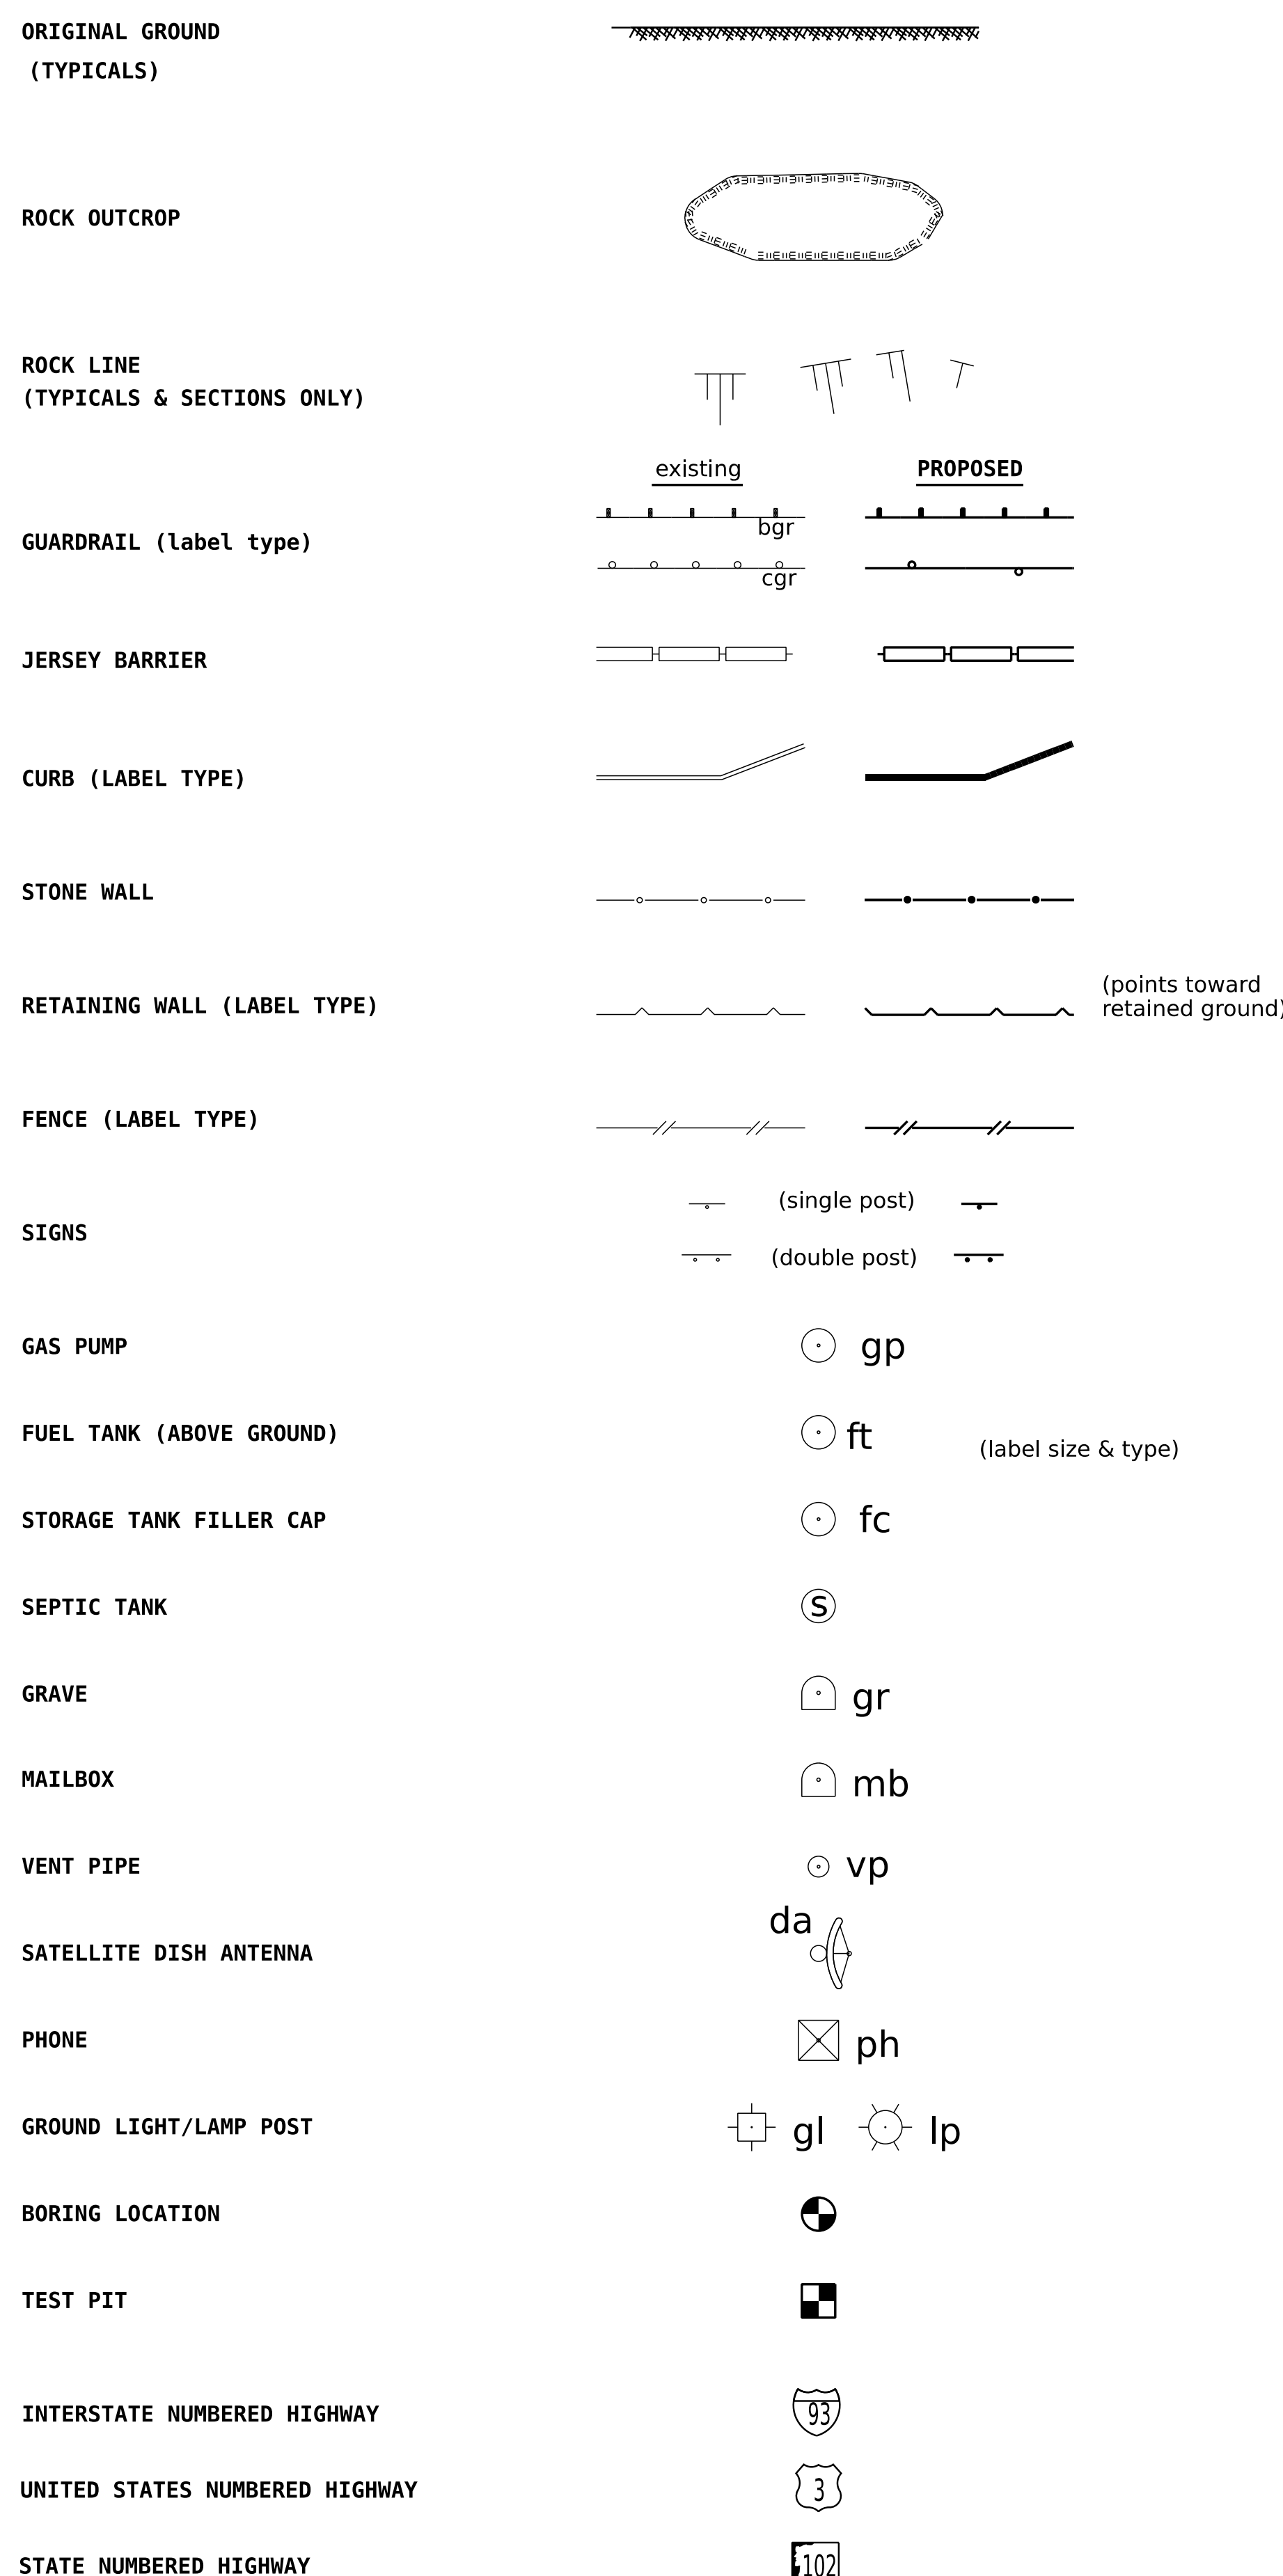 ORIGINAL GROUND
(TYPICALS)
ROCK OUTCROP
ROCK LINE
(TYPICALS & SECTIONS ONLY)
existing PROPOSED
GUARDRAIL (label type)
bgr
cgr
JERSEY BARRIER
CURB (LABEL TYPE)
STONE WALL
RETAINING WALL (LABEL TYPE)
(points toward
retained ground)
FENCE (LABEL TYPE)
SIGNS
(single post)
(double post)
GAS PUMP gp
FUEL TANK (ABOVE GROUND) ft (label size & type)
STORAGE TANK FILLER CAP fc
SEPTIC TANK S
GRAVE gr
MAILBOX mb
VENT PIPE vp
SATELLITE DISH ANTENNA da
PHONE ph
GROUND LIGHT/LAMP POST gl lp
BORING LOCATION
TEST PIT
INTERSTATE NUMBERED HIGHWAY 93
UNITED STATES NUMBERED HIGHWAY 3
STATE NUMBERED HIGHWAY 102